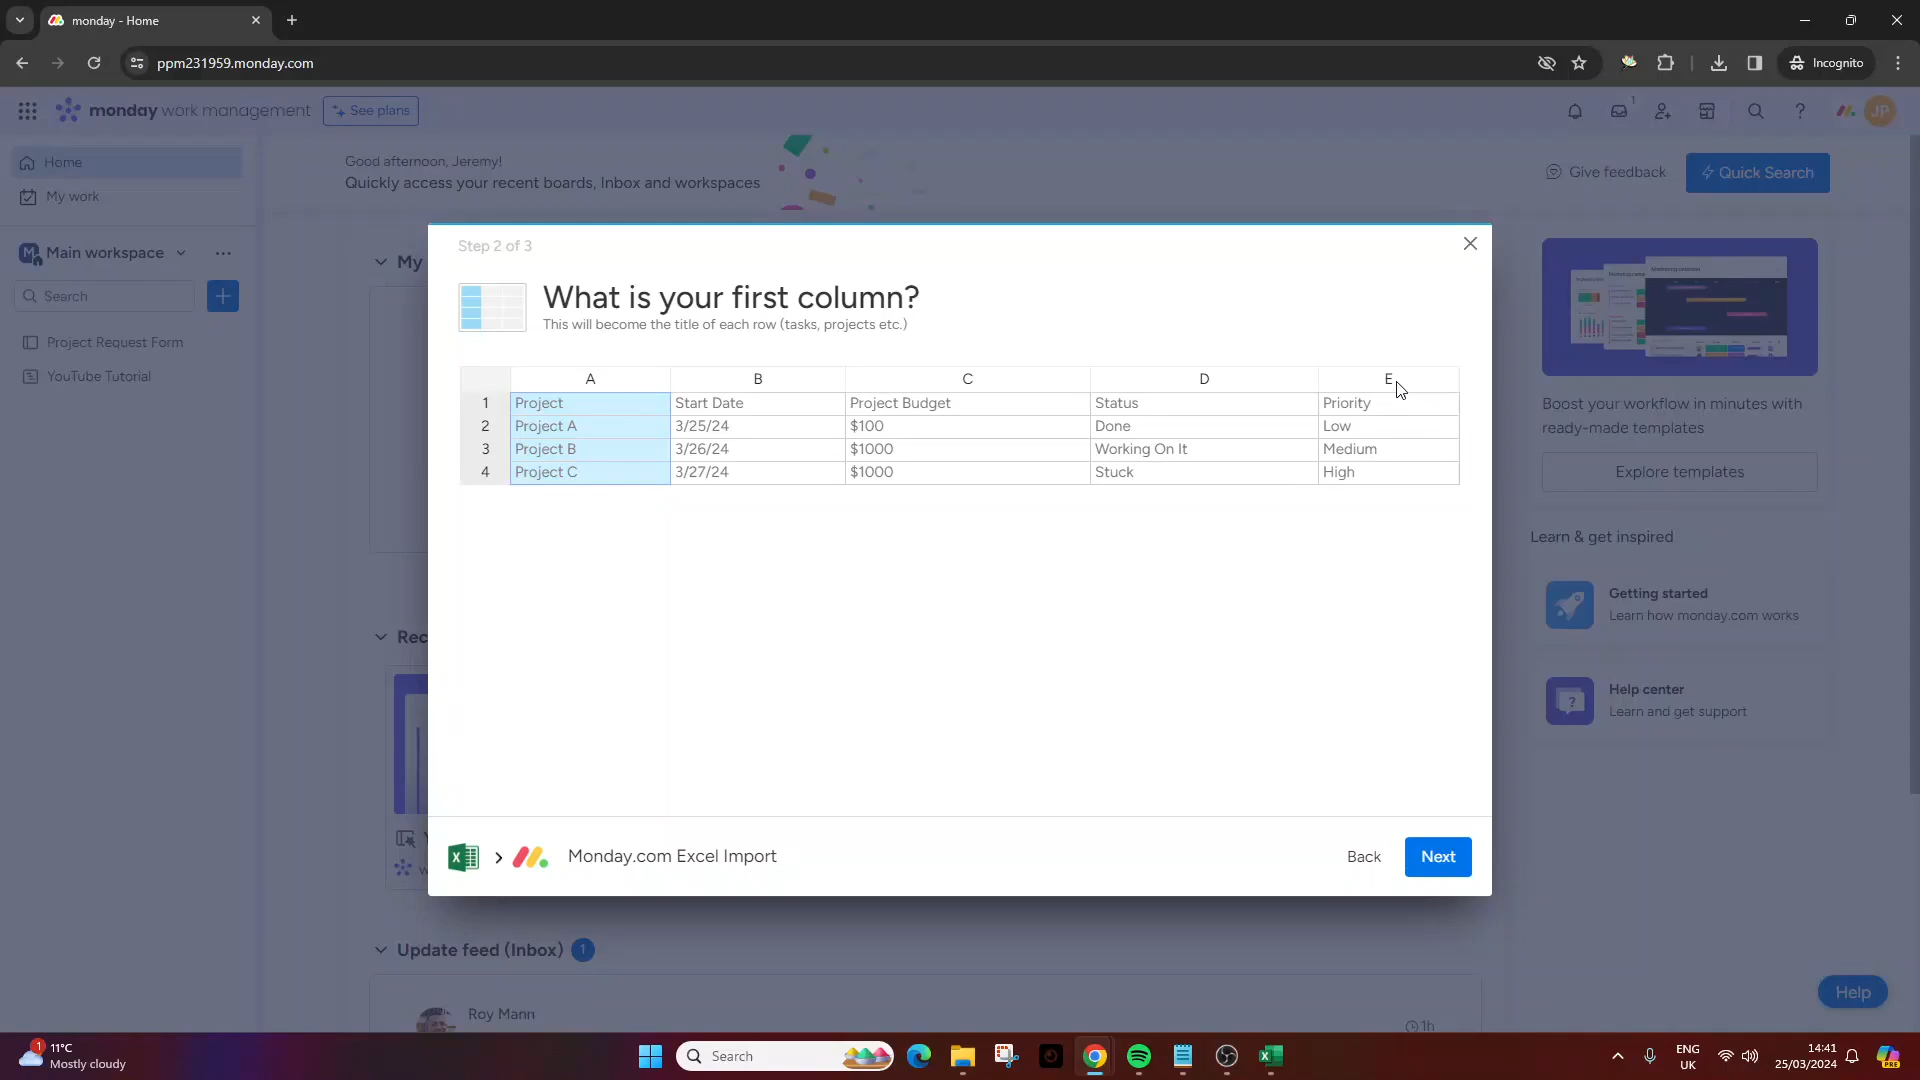 monday - Home
ppm231959.monday.com
Incognito
monday work management
See plans
1
JP
Home
My work
Good afternoon, Jeremy!
Quickly access your recent boards, Inbox and workspaces
Give feedback
Quick Search
M
Main workspace
Search
Project Request Form
YouTube Tutorial
My
Rec
Step 2 of 3
What is your first column?
This will become the title of each row (tasks, projects etc.)
A B C D E
1 Project Start Date Project Budget Status Priority
2 Project A 3/25/24 $100 Done Low
3 Project B 3/26/24 $1000 Working On It Medium
4 Project C 3/27/24 $1000 Stuck High
Monday.com Excel Import
Back
Next
Boost your workflow in minutes with
ready-made templates
Explore templates
Learn & get inspired
Getting started
Learn how monday.com works
Help center
Learn and get support
Update feed (Inbox) 1
Roy Mann
1h
Help
1
11°C
Mostly cloudy
Search
ENG
UK
14:41
25/03/2024
PRE